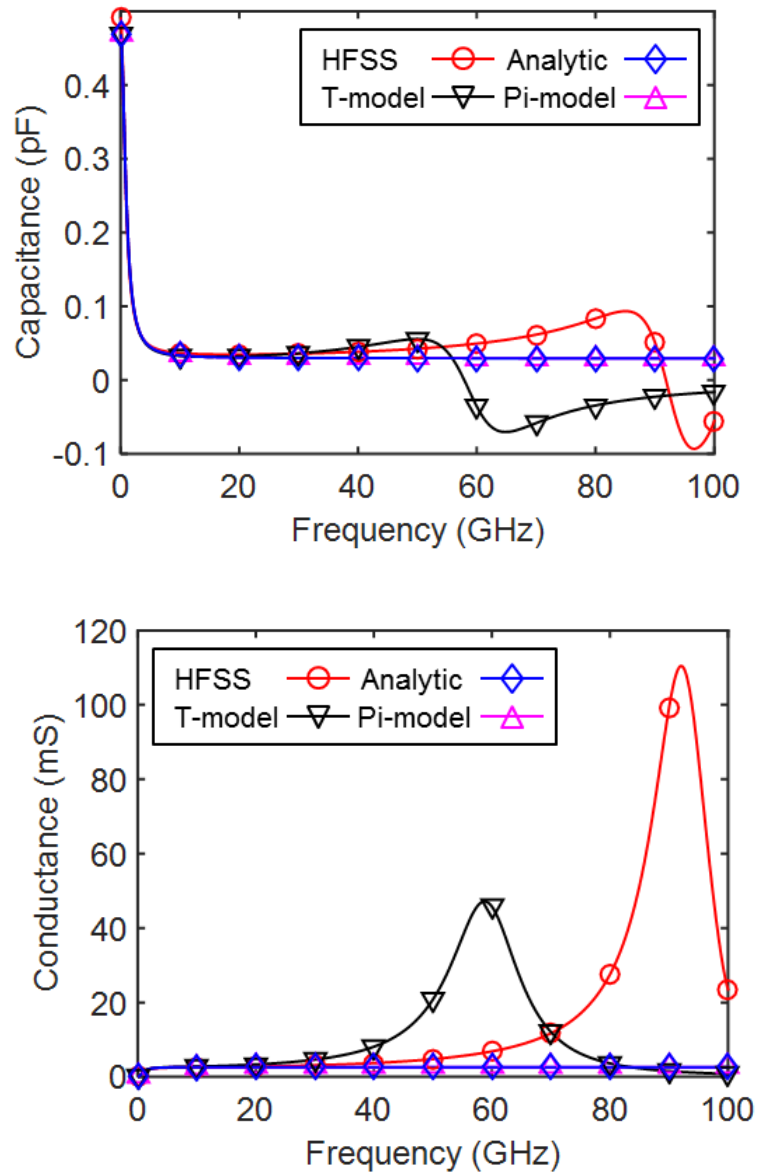 HFSS Analytic
T-model Pi-model
0.4
0.3
0.2
0.1
0
-0.1
Capacitance (pF)
0 20 40 60 80 100
Frequency (GHz)
HFSS Analytic
T-model Pi-model
120
100
80
60
40
20
0
Conductance (mS)
0 20 40 60 80 100
Frequency (GHz)